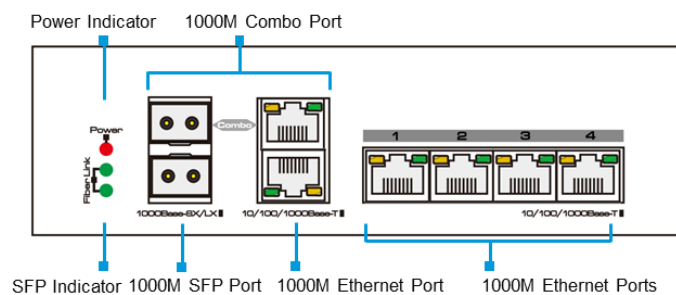 Power Indicator 1000M Combo Port
Power
Combo
1 2 3 4
Fiber Link
1000Base-SX/LX 10/100/1000Base-T 10/100/1000Base-T
SFP Indicator 1000M SFP Port 1000M Ethernet Port 1000M Ethernet Ports